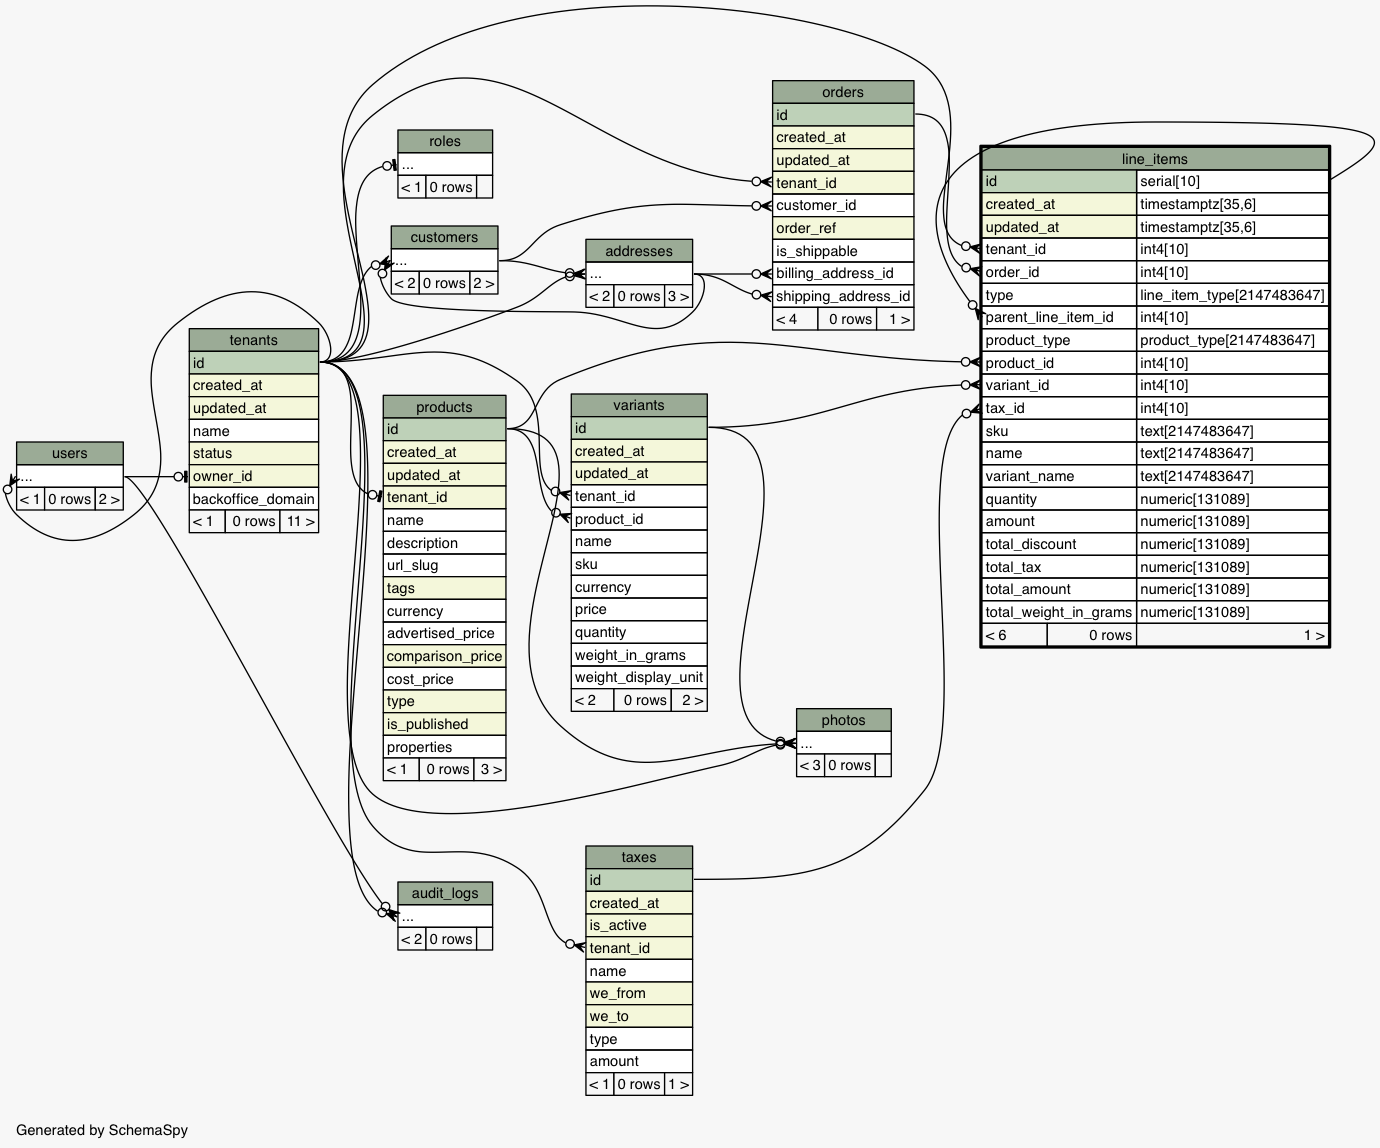 orders
id
created_at
updated_at
tenant_id
customer_id
order_ref
is_shippable
billing_address_id
shipping_address_id
< 4 0 rows 1 >
roles
...
< 1 0 rows
customers
...
< 2 0 rows 2 >
addresses
...
< 2 0 rows 3 >
line_items
id serial[10]
created_at timestamptz[35,6]
updated_at timestamptz[35,6]
tenant_id int4[10]
order_id int4[10]
type line_item_type[2147483647]
parent_line_item_id int4[10]
product_type product_type[2147483647]
product_id int4[10]
variant_id int4[10]
tax_id int4[10]
sku text[2147483647]
name text[2147483647]
variant_name text[2147483647]
quantity numeric[131089]
amount numeric[131089]
total_discount numeric[131089]
total_tax numeric[131089]
total_amount numeric[131089]
total_weight_in_grams numeric[131089]
< 6 0 rows 1 >
tenants
id
created_at
updated_at
name
status
owner_id
backoffice_domain
< 1 0 rows 11 >
users
...
< 1 0 rows 2 >
products
id
created_at
updated_at
tenant_id
name
description
url_slug
tags
currency
advertised_price
comparison_price
cost_price
type
is_published
properties
< 1 0 rows 3 >
variants
id
created_at
updated_at
tenant_id
product_id
name
sku
currency
price
quantity
weight_in_grams
weight_display_unit
< 2 0 rows 2 >
photos
...
< 3 0 rows
taxes
id
created_at
is_active
tenant_id
name
we_from
we_to
type
amount
< 1 0 rows 1 >
audit_logs
...
< 2 0 rows
Generated by SchemaSpy